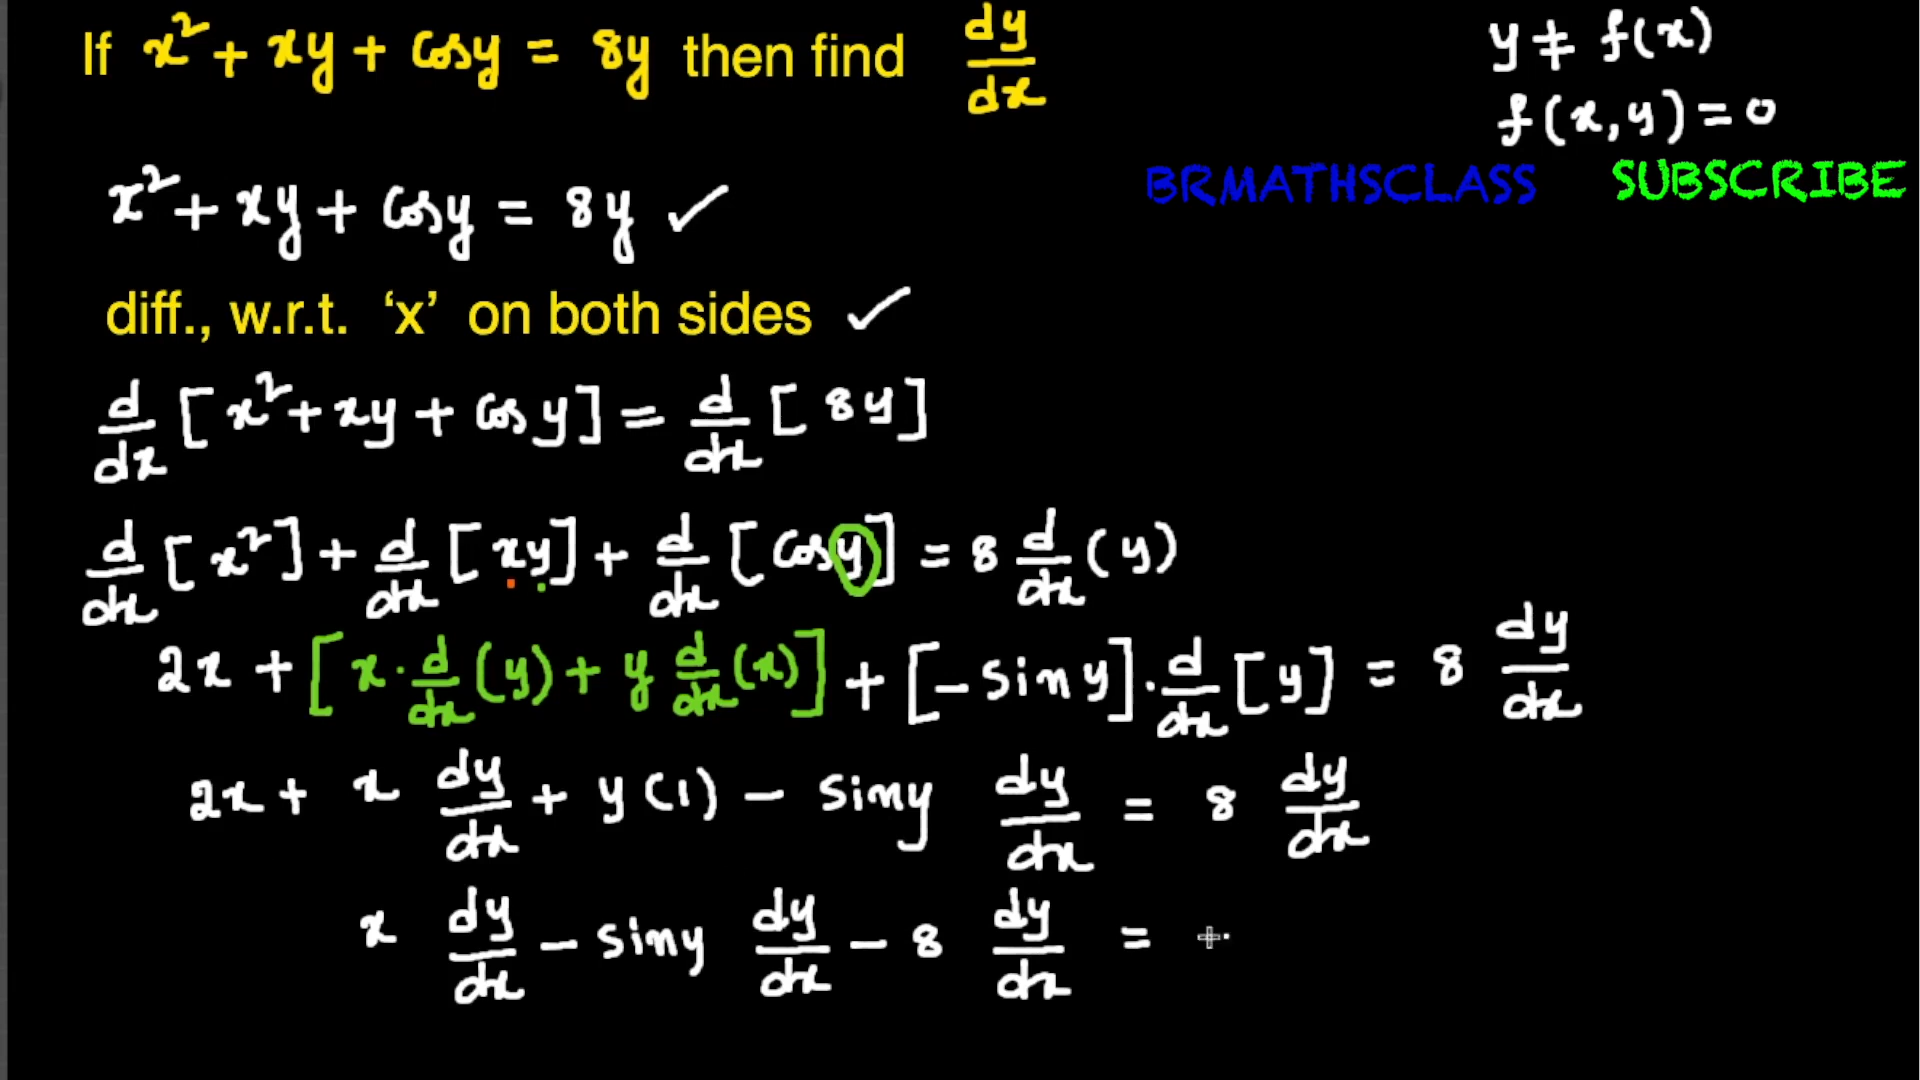 If x² + xy + cosy = 8y then find dy/dx
y ≠ f(x)
f(x,y) = 0
BRMATHSCLASS SUBSCRIBE
x² + xy + cosy = 8y ✓
diff., w.r.t. ‘x’ on both sides ✓
d/dx [x² + xy + cosy] = d/dx [8y]
d/dx [x²] + d/dx [xy] + d/dx [cosy] = 8 d/dx (y)
2x + [x · d/dx (y) + y d/dx (x)] + [-siny] · d/dx [y] = 8 dy/dx
2x + x dy/dx + y(1) - siny dy/dx = 8 dy/dx
x dy/dx - siny dy/dx - 8 dy/dx =